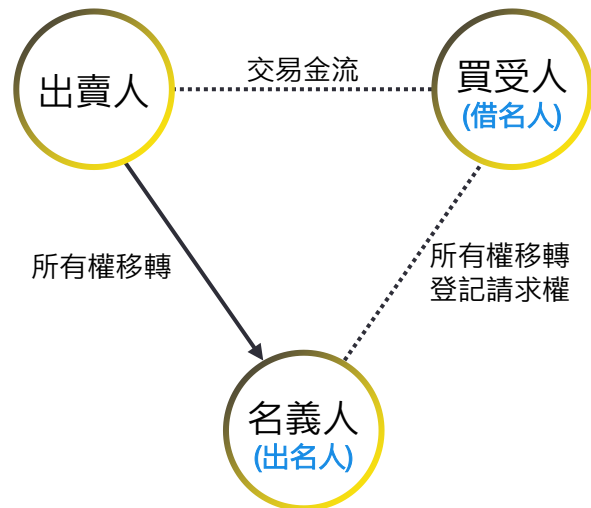 出賣人
交易金流
買受人
(借名人)
所有權移轉
所有權移轉
登記請求權
名義人
(出名人)